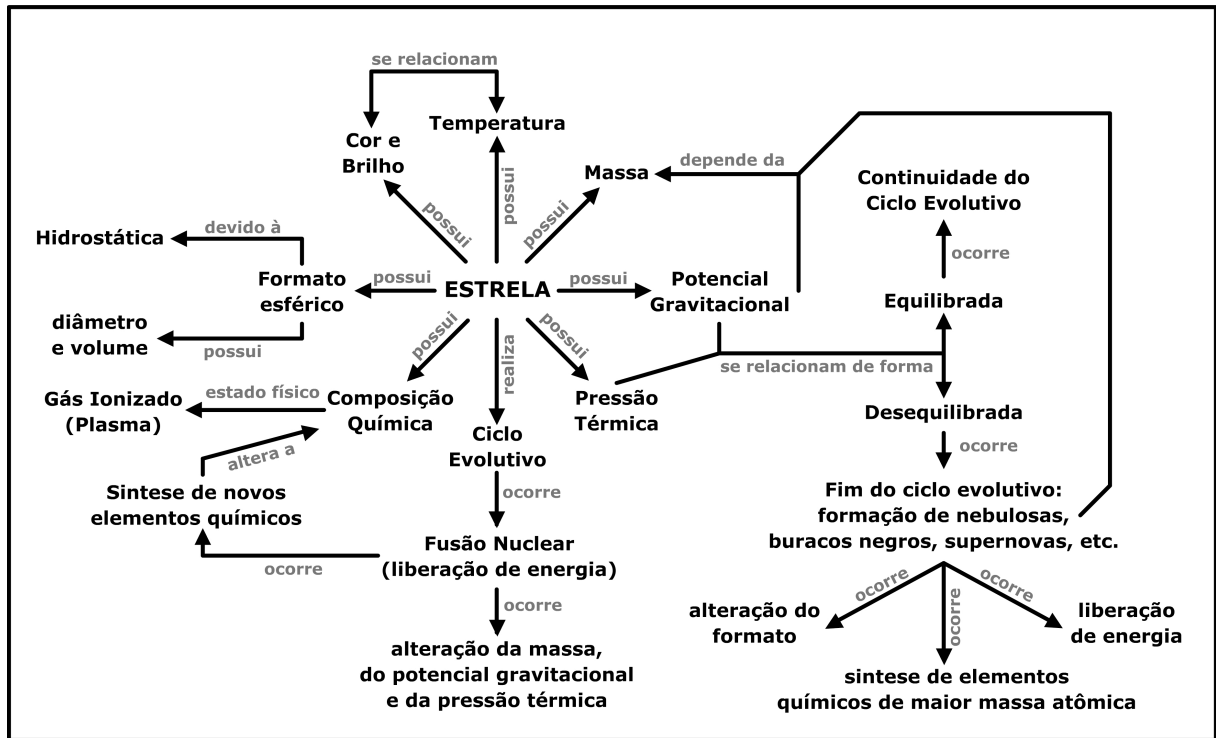 se relacionam
Temperatura
Cor e
Brilho
possui
possui
Massa
possui
depende da
Continuidade do
Ciclo Evolutivo
ocorre
Hidrostática
devido à
Formato
esférico
possui
ESTRELA
possui
Potencial
Gravitacional
Equilibrada
diâmetro
e volume
possui
possui
realiza
possui
se relacionam de forma
Gás Ionizado
(Plasma)
estado físico
Composição
Química
Pressão
Térmica
Desequilibrada
ocorre
altera a
Ciclo
Evolutivo
Sintese de novos
elementos químicos
ocorre
Fim do ciclo evolutivo:
formação de nebulosas,
buracos negros, supernovas, etc.
ocorre
Fusão Nuclear
(liberação de energia)
ocorre
ocorre
ocorre
ocorre
alteração do
formato
liberação
de energia
alteração da massa,
do potencial gravitacional
e da pressão térmica
sintese de elementos
químicos de maior massa atômica